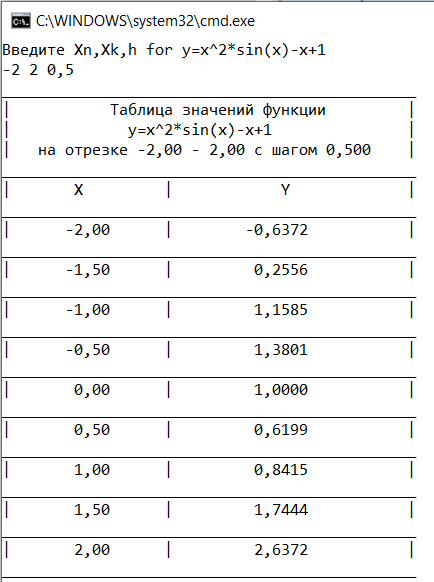 C:\WINDOWS\system32\cmd.exe
Введите Xn,Xk,h for y=x^2*sin(x)-x+1
-2 2 0,5
| Таблица значений функции |
| y=x^2*sin(x)-x+1 |
| на отрезке -2,00 - 2,00 с шагом 0,500 |
| X | Y |
| -2,00 | -0,6372 |
| -1,50 | 0,2556 |
| -1,00 | 1,1585 |
| -0,50 | 1,3801 |
| 0,00 | 1,0000 |
| 0,50 | 0,6199 |
| 1,00 | 0,8415 |
| 1,50 | 1,7444 |
| 2,00 | 2,6372 |